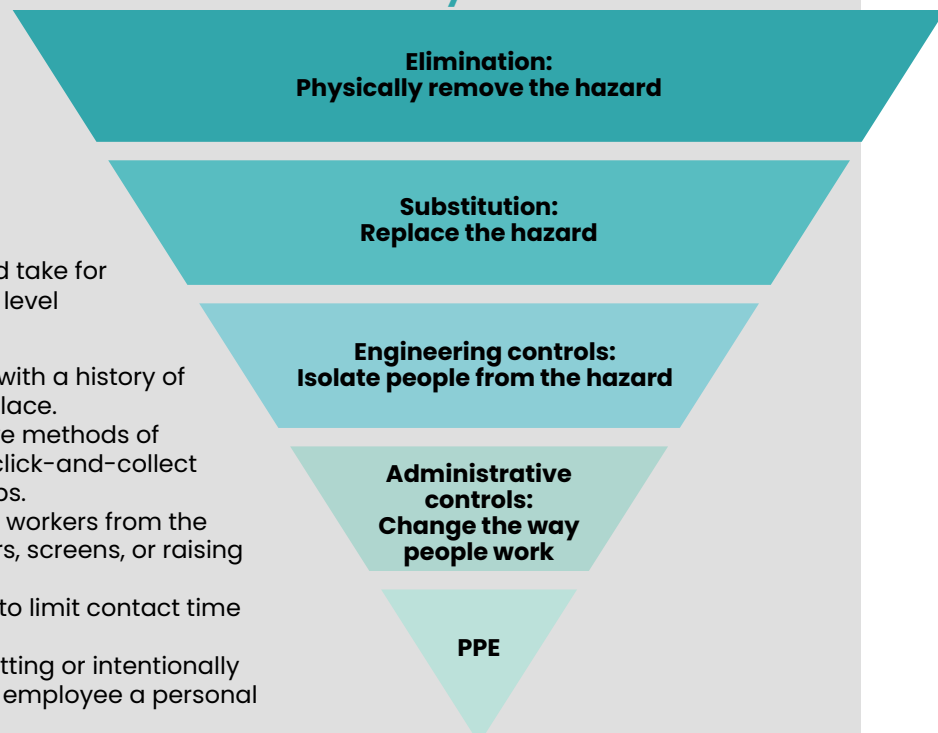 Elimination:
Physically remove the hazard
Substitution:
Replace the hazard
Engineering controls:
Isolate people from the hazard
Administrative
controls:
Change the way
people work
PPE
d take for
level
with a history of
lace.
e methods of
click-and-collect
os.
workers from the
rs, screens, or raising
to limit contact time
tting or intentionally
employee a personal